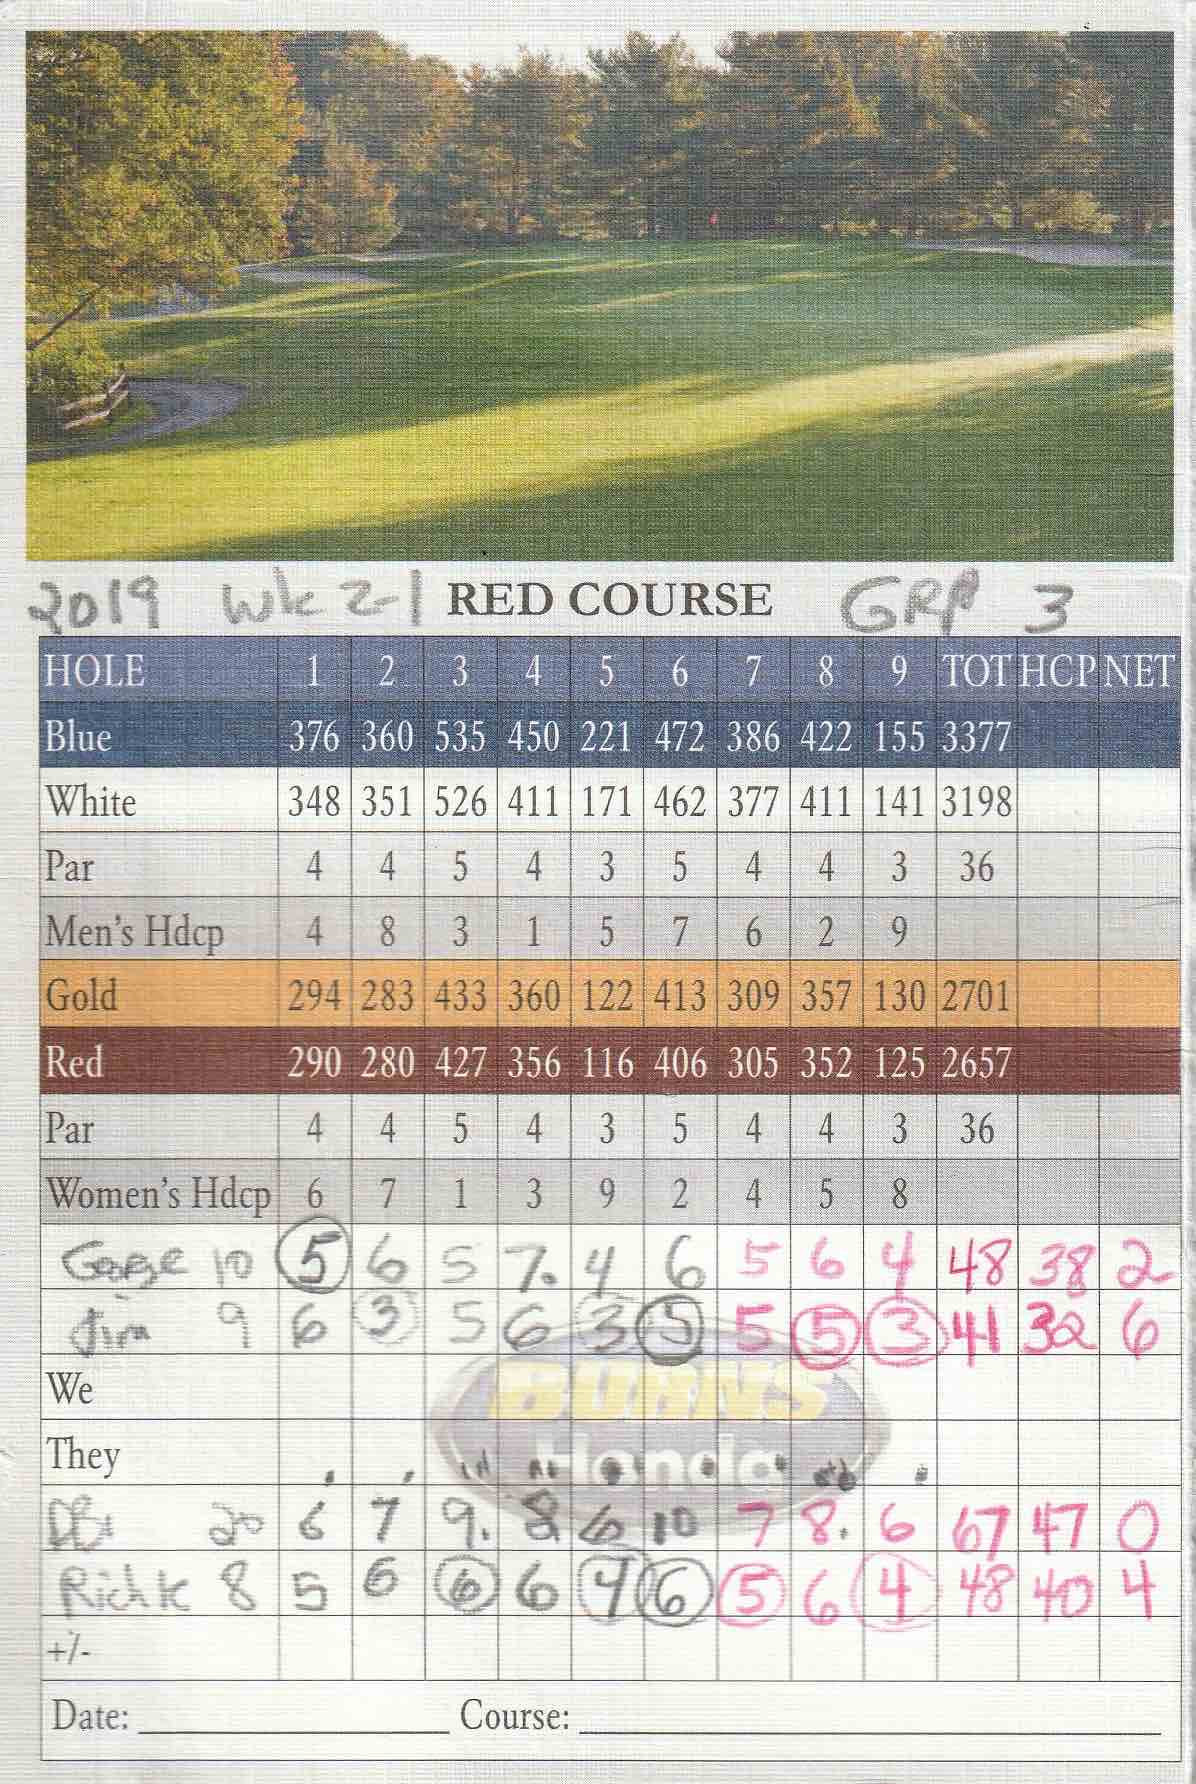 2019 Wk 2-1 RED COURSE GRP 3
HOLE 1 2 3 4 5 6 7 8 9 TOT HCP NET
Blue 376 360 535 450 221 472 386 422 155 3377
White 348 351 526 411 171 462 377 411 141 3198
Par 4 4 5 4 3 5 4 4 3 36
Men's Hdcp 4 8 3 1 5 7 6 2 9
Gold 294 283 433 360 122 413 309 357 130 2701
Red 290 280 427 356 116 406 305 352 125 2657
Par 4 4 5 4 3 5 4 4 3 36
Women's Hdcp 6 7 1 3 9 2 4 5 8
10 5 6 5 7. 4 6 5 6 4 48 38 2
Jim 9 6 3 5 6 3 5 5 5 3 41 32 6
We
BURNS
They
Honda
20 6 7 9. 8. 6 10 7 8. 6 67 47 0
Rich K 8 5 6 6 6 4 6 5 6 4 48 40 4
+/-
Date: Course: